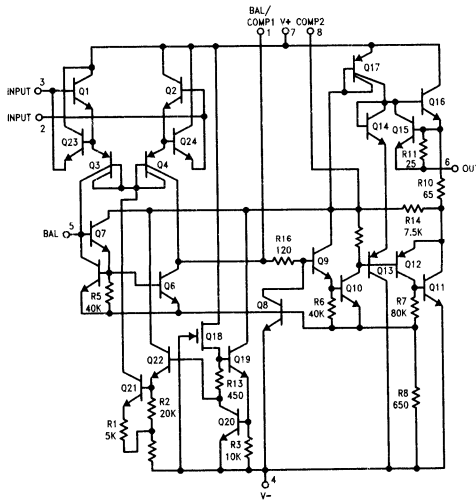 BAL/
COMP1 V+ COMP2
1 7 8
Q17
3
iNPUT
Q1
Q2
Q14
Q15
Q16
INPUT
2
Q23
Q24
R11
25
6
OUT
Q3
Q4
R10
65
5
BAL
Q7
R14
7.5K
R16
120
Q9
Q13
Q12
Q11
R5
40K
Q6
Q8
R6
40K
Q10
R7
80K
Q18
Q22
Q19
Q21
R13
450
R8
650
R2
20K
R1
5K
Q20
R3
10K
4
V-